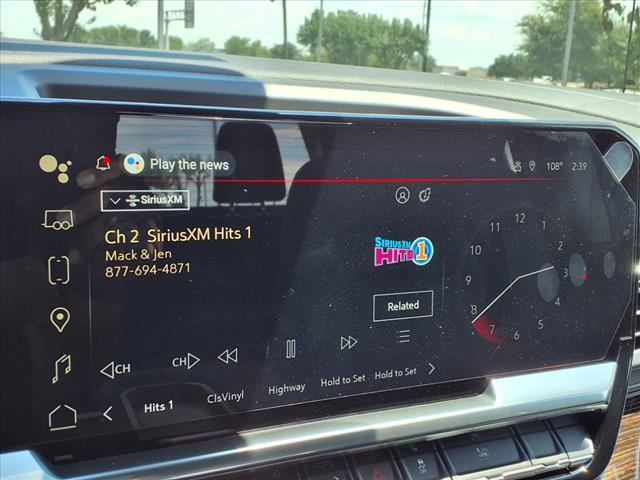 Play the news
108° 2:39
SiriusXM
Ch 2 SiriusXM Hits 1
Mack & Jen
877-694-4871
SIRIUSXM
HITS 1
Related
12
1
2
3
4
5
6
7
8
9
10
11
CH
CH
Hits 1
ClsVinyl
Highway
Hold to Set
Hold to Set